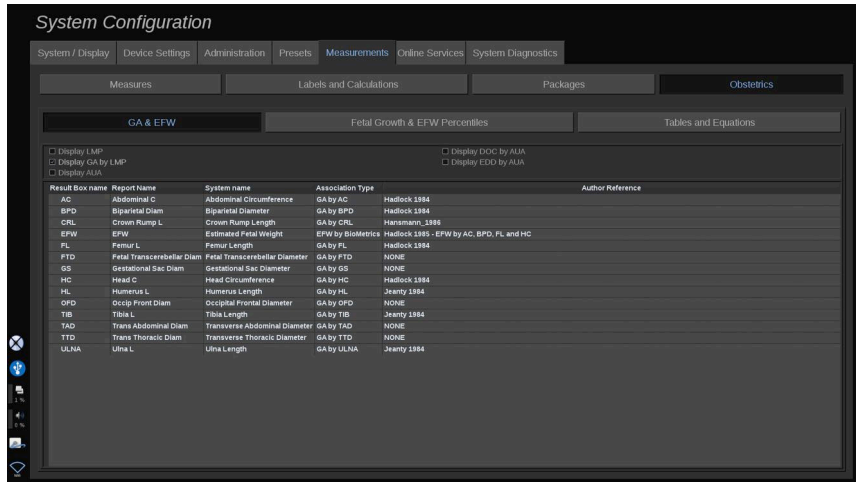 System Configuration
System / Display Device Settings Administration Presets Measurements Online Services System Diagnostics
Measures Labels and Calculations Packages Obstetrics
GA & EFW Fetal Growth & EFW Percentiles Tables and Equations
Display LMP Display DOC by AUA
Display GA by LMP Display EDD by AUA
Display AUA
Result Box name Report Name System name Association Type Author Reference
AC Abdominal C Abdominal Circumference GA by AC Hadlock 1984
BPD Biparietal Diam Biparietal Diameter GA by BPD Hadlock 1984
CRL Crown Rump L Crown Rump Length GA by CRL Hansmann_1986
EFW EFW Estimated Fetal Weight EFW by BioMetrics Hadlock 1985 - EFW by AC, BPD, FL and HC
FL Femur L Femur Length GA by FL Hadlock 1984
FTD Fetal Transcerebellar Diam Fetal Transcerebellar Diameter GA by FTD NONE
GS Gestational Sac Diam Gestational Sac Diameter GA by GS NONE
HC Head C Head Circumference GA by HC Hadlock 1984
HL Humerus L Humerus Length GA by HL Jeanty 1984
OFD Occip Front Diam Occipital Frontal Diameter GA by OFD NONE
TIB Tibia L Tibia Length GA by TIB Jeanty 1984
TAD Trans Abdominal Diam Transverse Abdominal Diameter GA by TAD NONE
TTD Trans Thoracic Diam Transverse Thoracic Diameter GA by TTD NONE
ULNA Ulna L Ulna Length GA by ULNA Jeanty 1984
1 %
0 %